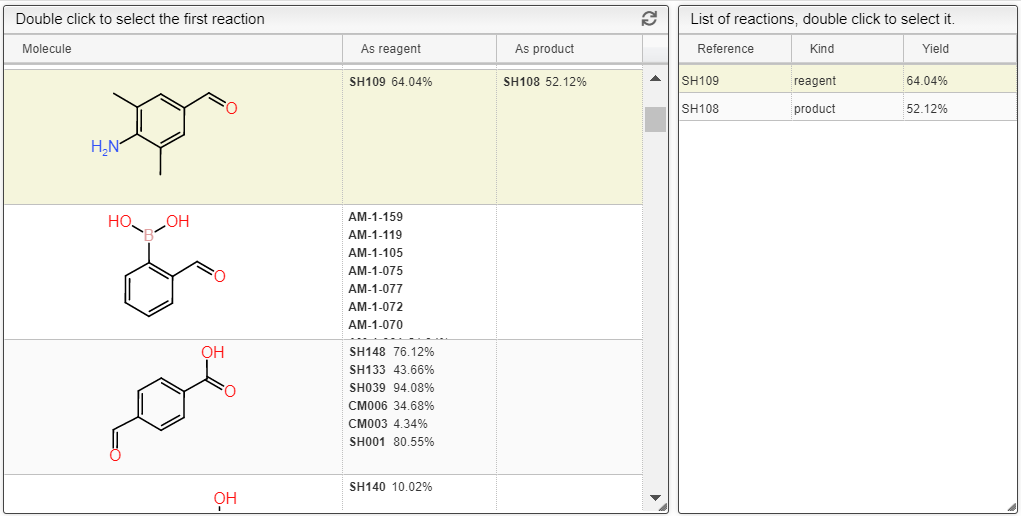 Double click to select the first reaction
Molecule As reagent As product
SH109 64.04% SH108 52.12%
H2N
O
HO OH
B
O
AM-1-159
AM-1-119
AM-1-105
AM-1-075
AM-1-077
AM-1-072
AM-1-070
OH
O
O
SH148 76.12%
SH133 43.66%
SH039 94.08%
CM006 34.68%
CM003 4.34%
SH001 80.55%
OH
SH140 10.02%
List of reactions, double click to select it.
Reference Kind Yield
SH109 reagent 64.04%
SH108 product 52.12%